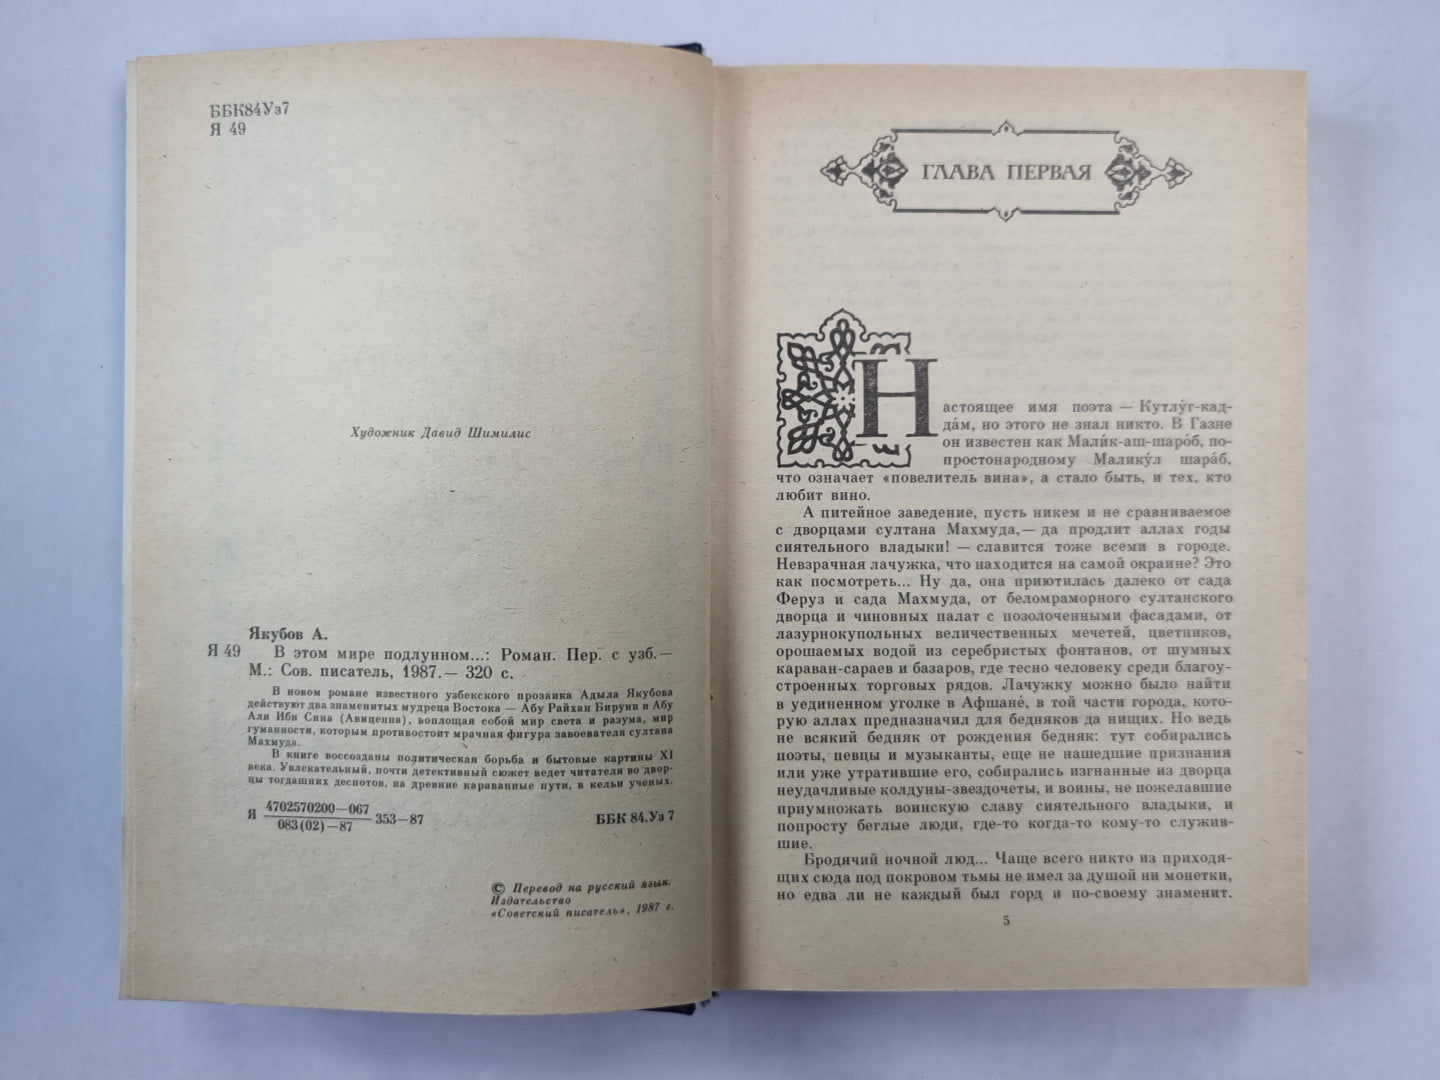 ББК84Уз7
Я 49
Художник Давид Шимилис
Якубов А.
Я 49 В этом мире подлунном...: Роман. Пер. с узб.—
М.: Сов. писатель, 1987.— 320 с.
В новом романе известного узбекского прозаика Адыла Якубова
действуют два знаменитых мудреца Востока — Абу Райхан Бируни и Абу
Али Ибн Сина (Авиценна), воплощая собой мир света и разума, мир
гуманности, которым противостоит мрачная фигура завоевателя султана
Махмуда.
В книге воссозданы политическая борьба и бытовые картины XI
века. Увлекательный, почти детективный сюжет ведет читателя во двор-
цы тогдашних деспотов, на древние караванные пути, в кельи ученых.
Я 4702570200—067
083(02)—87 353—87
ББК 84.Уз 7
© Перевод на русский язык.
Издательство
«Советский писатель», 1987 г.
ГЛАВА ПЕРВАЯ
Настоящее имя поэта — Кутлу́г-кад-
да́м, но этого не знал никто. В Газне
он известен как Мали́к-аш-шаро́б, по-
простонародному Малику́л шара́б,
что означает «повелитель вина», а стало быть, и тех, кто
любит вино.
А питейное заведение, пусть никем и не сравниваемое
с дворцами султана Махмуда,— да продлит аллах годы
сиятельного владыки! — славится тоже всеми в городе.
Невзрачная лачужка, что находится на самой окраине? Это
как посмотреть... Ну да, она приютилась далеко от сада
Феруз и сада Махмуда, от беломраморного султанского
дворца и чиновных палат с позолоченными фасадами, от
лазурнокупольных величественных мечетей, цветников,
орошаемых водой из серебристых фонтанов, от шумных
караван-сараев и базаров, где тесно человеку среди благоу-
строенных торговых рядов. Лачужку можно было найти
в уединенном уголке в Афшане́, в той части города, кото-
рую аллах предназначил для бедняков да нищих. Но ведь
не всякий бедняк от рождения бедняк: тут собирались
поэты, певцы и музыканты, еще не нашедшие признания
или уже утратившие его, собирались изгнанные из дворца
неудачливые колдуны-звездочеты, и воины, не пожелавшие
приумножать воинскую славу сиятельного владыки, и
попросту беглые люди, где-то когда-то кому-то служив-
шие.
Бродячий ночной люд... Чаще всего никто из приходя-
щих сюда под покровом тьмы не имел за душой ни монетки,
но едва ли не каждый был горд и по-своему знаменит.
5